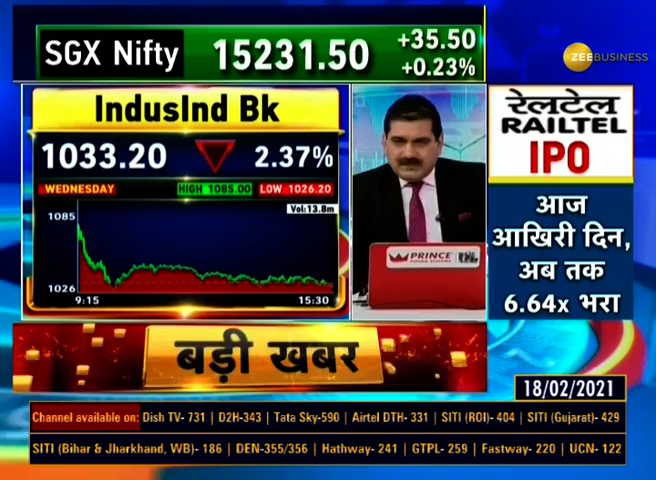 SGX Nifty 15231.50 +35.50
+0.23%
ZEEBUSINESS
IndusInd Bk
1033.20 2.37%
WEDNESDAY HIGH 1085.00 LOW 1026.20
Vol:13.8m
1085
1026
9:15 15:30
PRINCE
PIPING SYSTEMS
रेलटेल
RAILTEL
IPO
आज
आखिरी दिन,
अब तक
6.64x भरा
बड़ी खबर
18/02/2021
Channel available on: Dish TV- 731 | D2H-343 | Tata Sky-590 | Airtel DTH- 331 | SITI (ROI)- 404 | SITI (Gujarat)- 429
SITI (Bihar & Jharkhand, WB)- 186 | DEN-355/356 | Hathway- 241 | GTPL- 259 | Fastway- 220 | UCN- 122